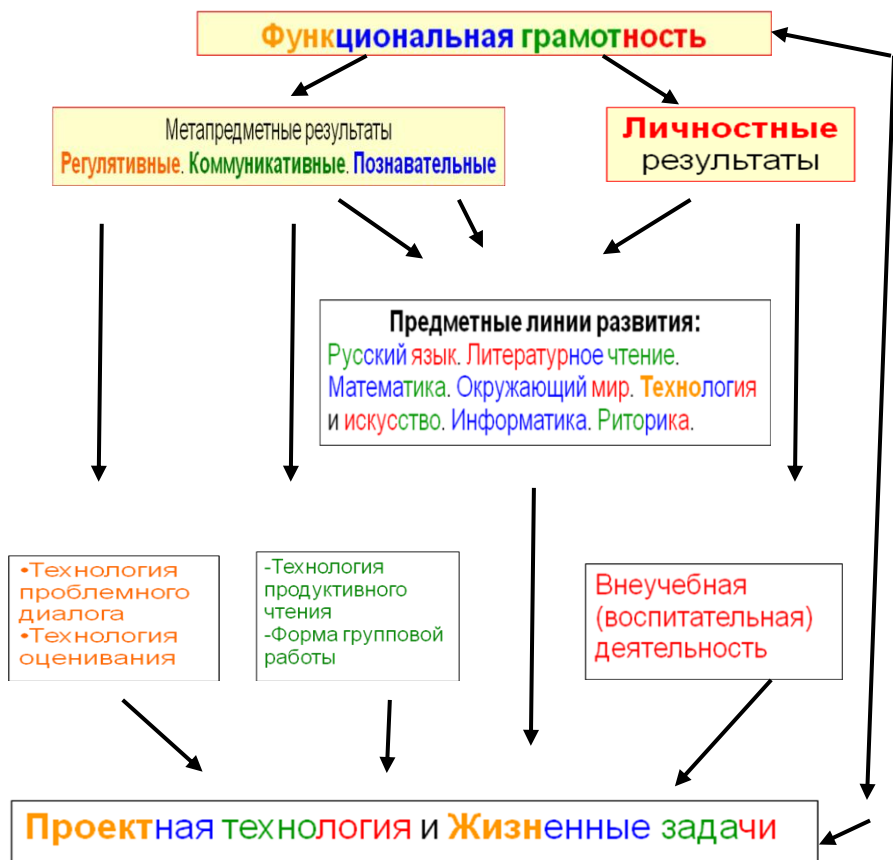 Функциональная грамотность
Метапредметные результаты
Регулятивные. Коммуникативные. Познавательные
Личностные
результаты
Предметные линии развития:
Русский язык. Литературное чтение.
Математика. Окружающий мир. Технология
и искусство. Информатика. Риторика.
•Технология
проблемного
диалога
•Технология
оценивания
-Технология
продуктивного
чтения
-Форма групповой
работы
Внеучебная
(воспитательная)
деятельность
Проектная технология и Жизненные задачи